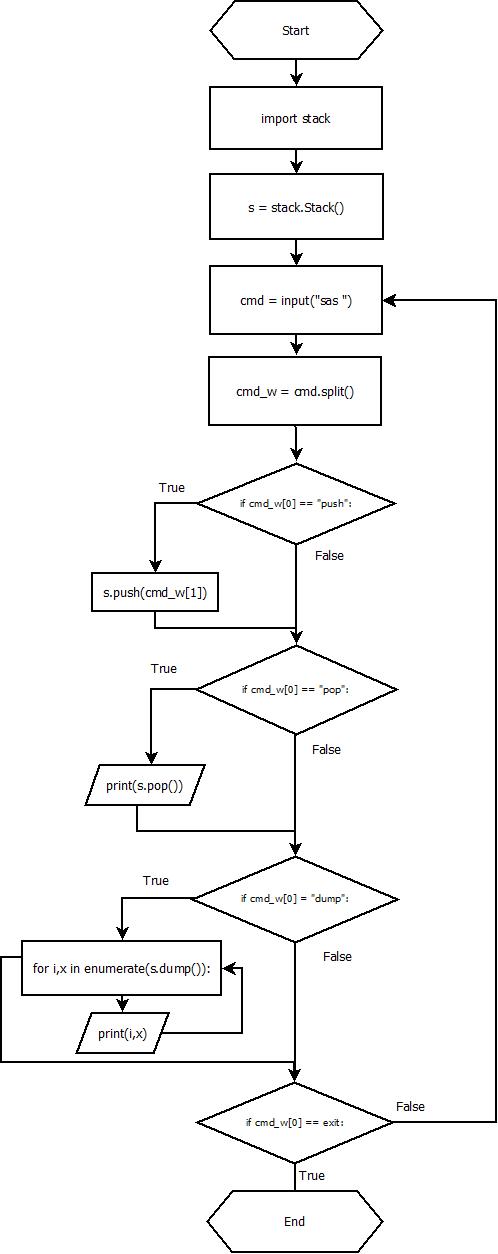 Start
import stack
s = stack.Stack()
cmd = input("sas ")
cmd_w = cmd.split()
if cmd_w[0] == "push":
True
False
s.push(cmd_w[1])
if cmd_w[0] == "pop":
True
False
print(s.pop())
if cmd_w[0] = "dump":
True
False
for i,x in enumerate(s.dump()):
print(i,x)
if cmd_w[0] == exit:
False
True
End